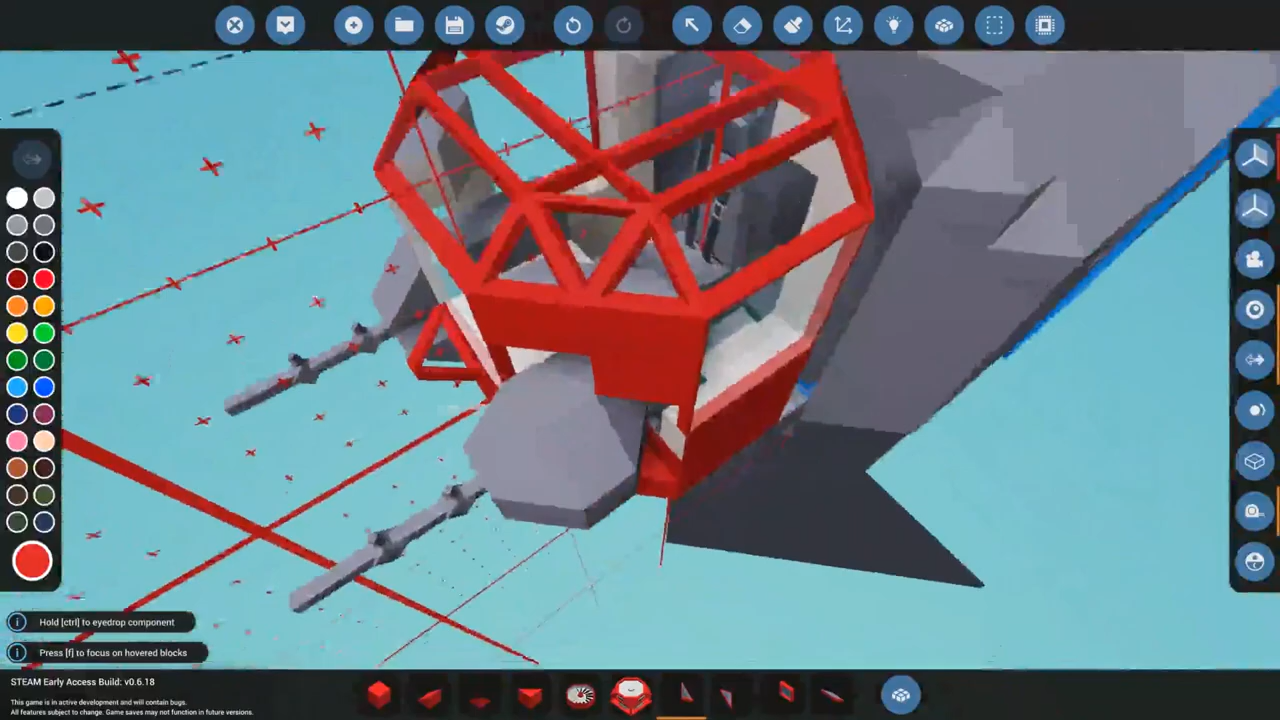 Hold [ctrl] to eyedrop component
Press [f] to focus on hovered blocks
STEAM Early Access Build: v0.6.18
This game is in active development and will contain bugs.
All features subject to change. Game saves may not function in future versions.